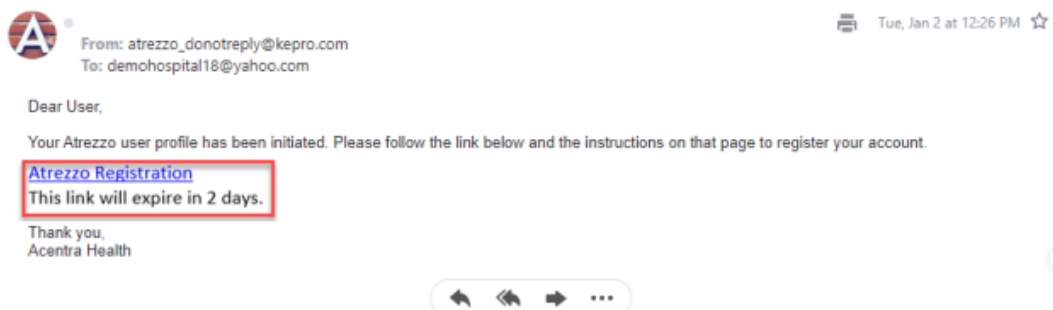 A
Tue, Jan 2 at 12:26 PM
From: atrezzo_donotreply@kepro.com
To: demohospital18@yahoo.com
Dear User,
Your Atrezzo user profile has been initiated. Please follow the link below and the instructions on that page to register your account.
Atrezzo Registration
This link will expire in 2 days.
Thank you,
Acentra Health